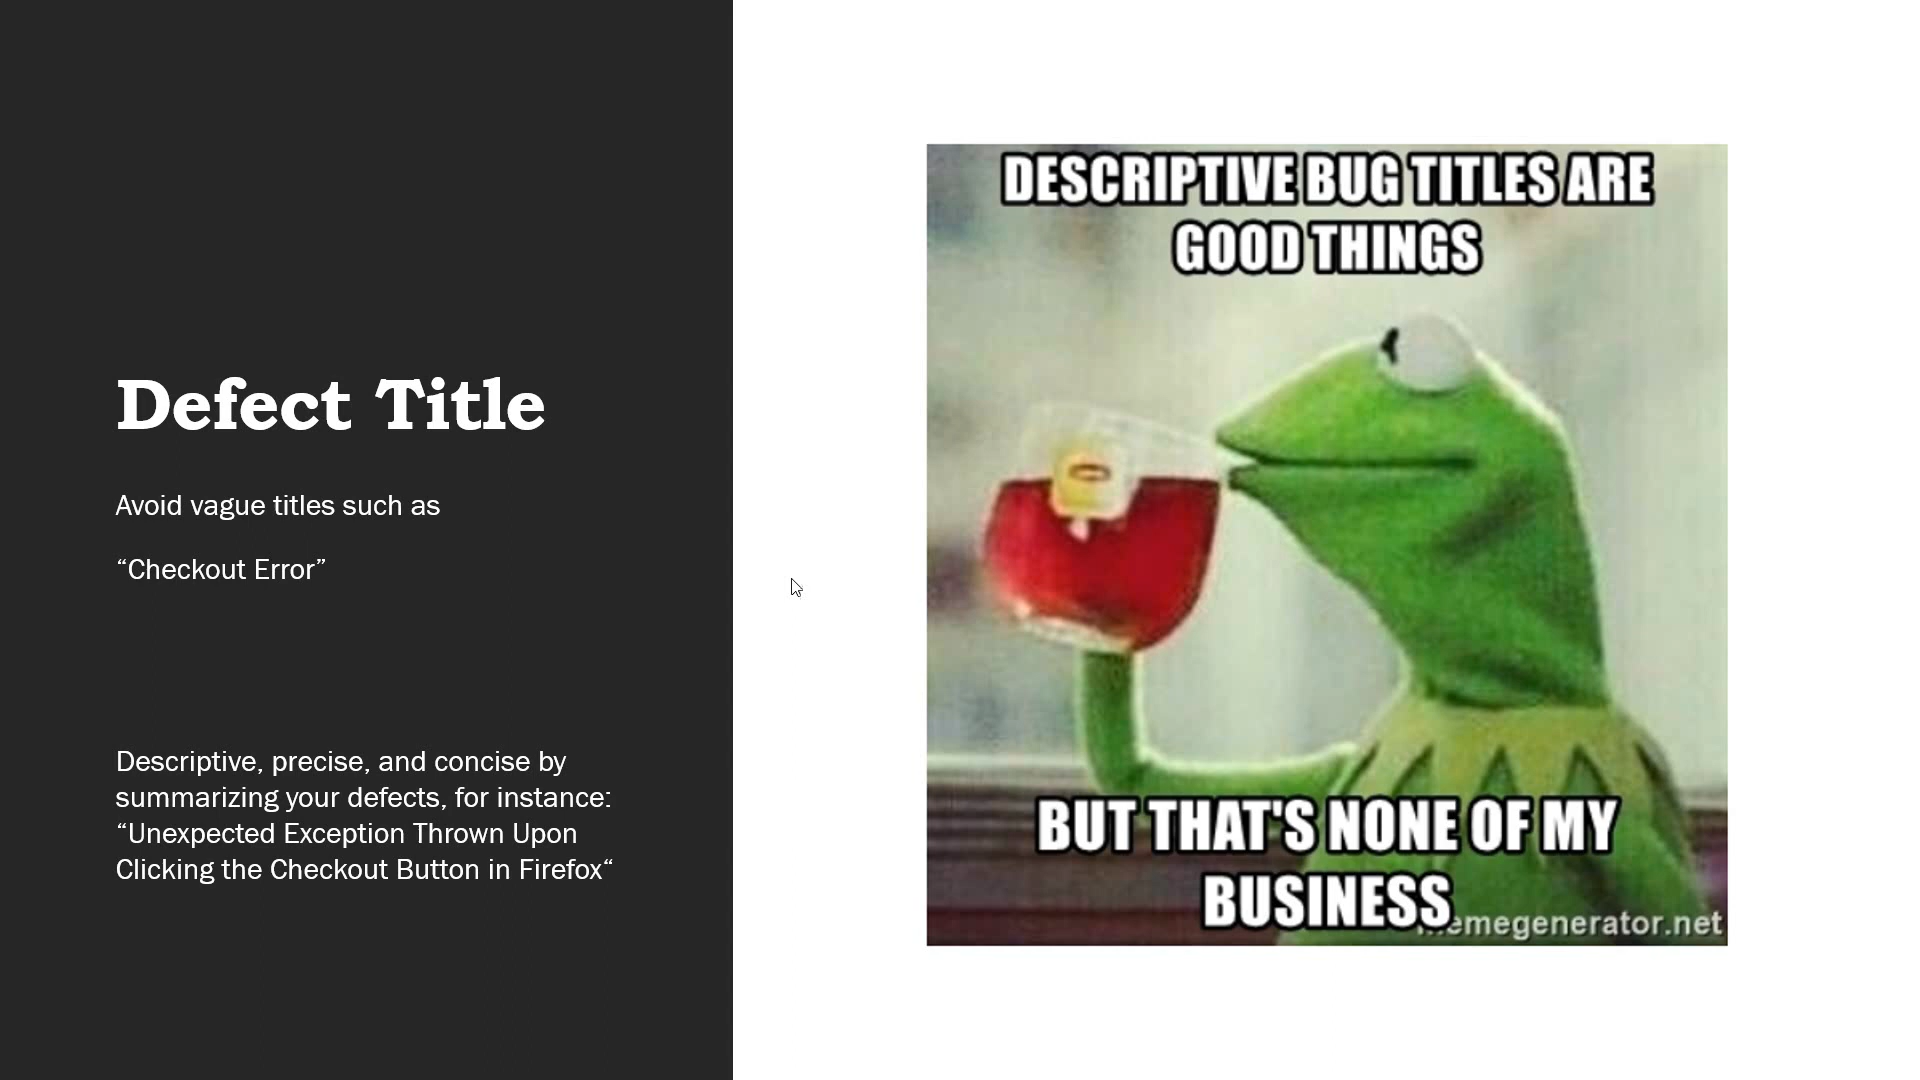 Defect Title
Avoid vague titles such as
“Checkout Error”
Descriptive, precise, and concise by
summarizing your defects, for instance:
“Unexpected Exception Thrown Upon
Clicking the Checkout Button in Firefox“
DESCRIPTIVE BUG TITLES ARE
GOOD THINGS
BUT THAT'S NONE OF MY
BUSINESS
memegenerator.net